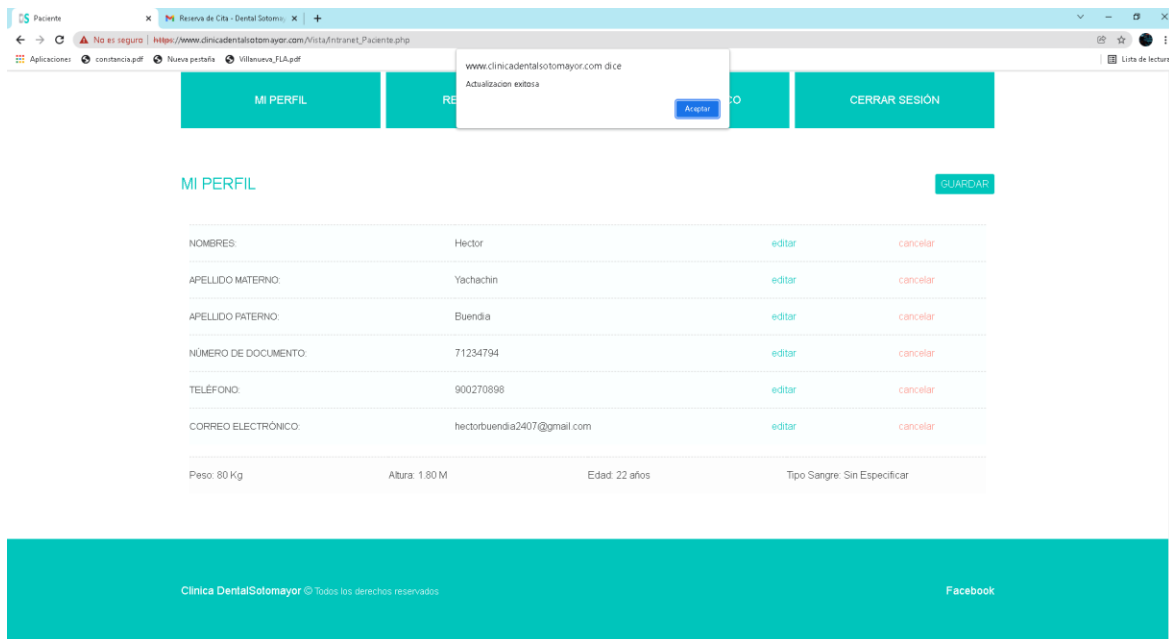 DS Paciente
Reserva de Cita - Dental Sotom
No es seguro | https://www.clinicadentalsotomayor.com/Vista/Intranet_Paciente.php
Aplicaciones constancia.pdf Nueva pestaña Villanueva_FLA.pdf Lista de lectura
www.clinicadentalsotomayor.com dice
Actualizacion exitosa
Aceptar
MI PERFIL RE CO CERRAR SESIÓN
MI PERFIL GUARDAR
NOMBRES: Hector editar cancelar
APELLIDO MATERNO: Yachachin editar cancelar
APELLIDO PATERNO: Buendia editar cancelar
NÚMERO DE DOCUMENTO: 71234794 editar cancelar
TELÉFONO: 900270898 editar cancelar
CORREO ELECTRÓNICO: hectorbuendia2407@gmail.com editar cancelar
Peso: 80 Kg Altura: 1.80 M Edad: 22 años Tipo Sangre: Sin Especificar
Clinica DentalSotomayor © Todos los derechos reservados Facebook